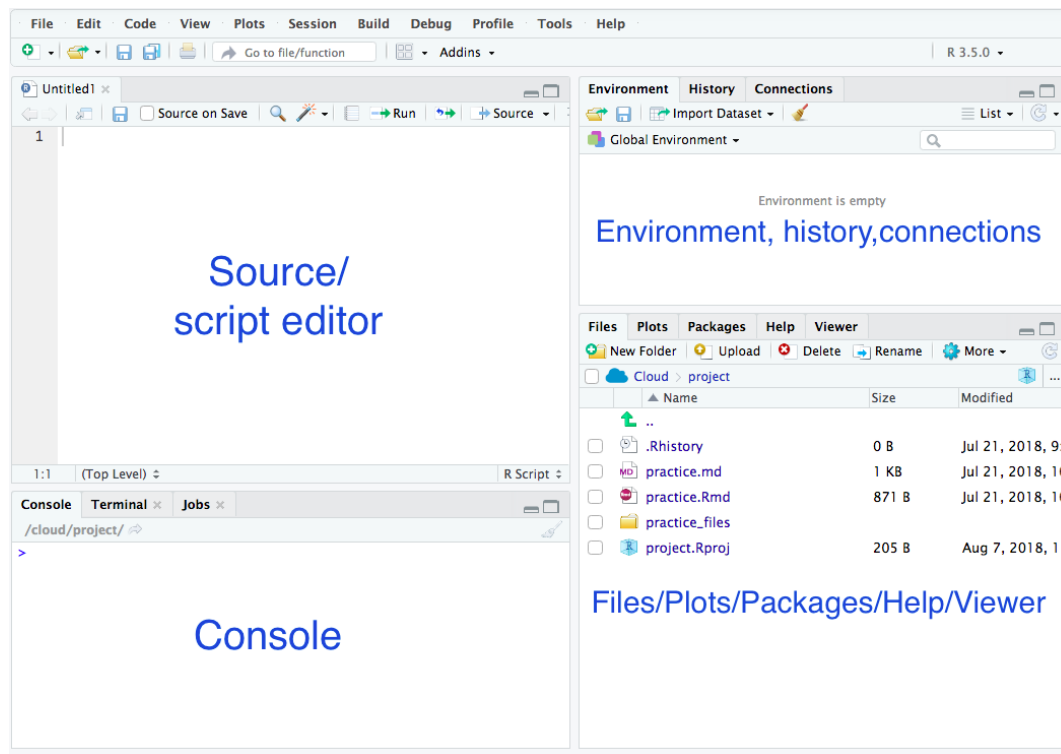 File Edit Code View Plots Session Build Debug Profile Tools Help
Go to file/function Addins R 3.5.0
Untitled1
Source on Save Run Source
1
Source/
script editor
1:1 (Top Level) R Script
Console Terminal Jobs
/cloud/project/
>
Console
Environment History Connections
Import Dataset List
Global Environment
Environment is empty
Environment, history,connections
Files Plots Packages Help Viewer
New Folder Upload Delete Rename More
Cloud > project ...
Name Size Modified
..
.Rhistory 0 B Jul 21, 2018, 9:
practice.md 1 KB Jul 21, 2018, 10
practice.Rmd 871 B Jul 21, 2018, 10
practice_files
project.Rproj 205 B Aug 7, 2018, 1
Files/Plots/Packages/Help/Viewer